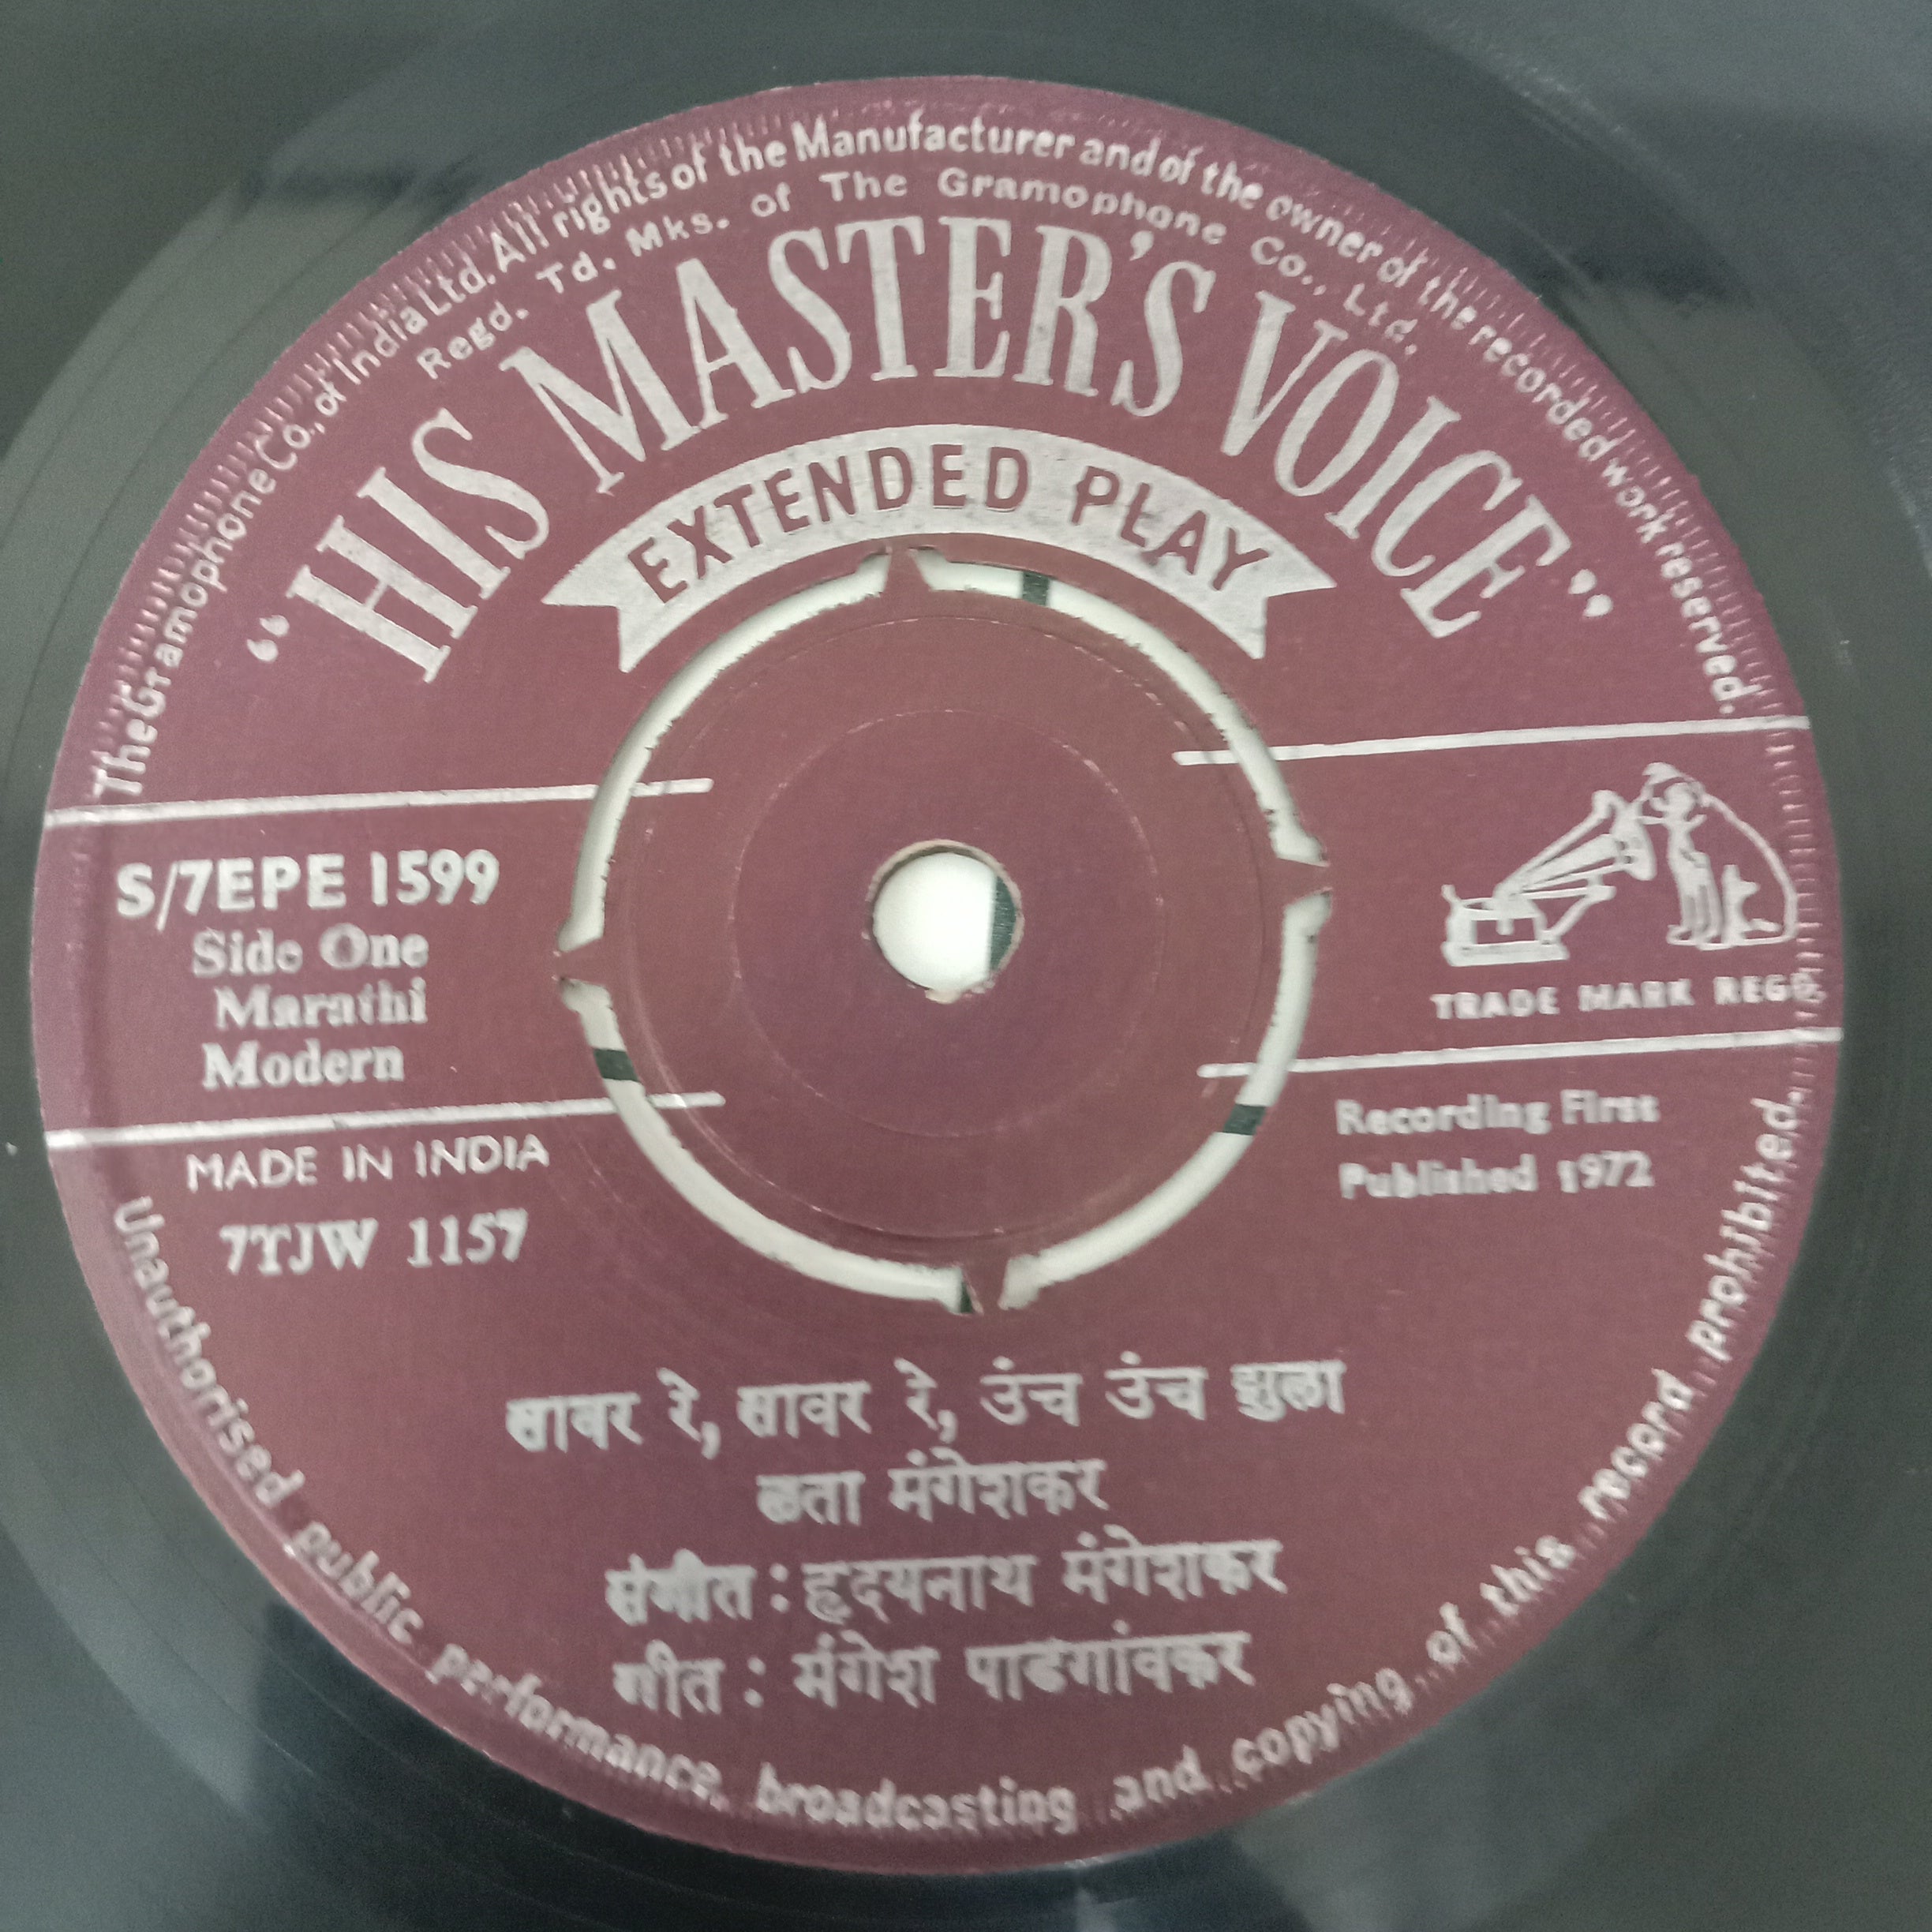 The Gramophone Co., of India Ltd. All rights of the Manufacturer and of the owner of the recorded work reserved.
Regd. Td. Mks. of The Gramophone Co., Ltd.
“HIS MASTER'S VOICE”
EXTENDED PLAY
S/7EPE 1599
Side One
Marathi
Modern
TRADE MARK REGD.
MADE IN INDIA
7TJW 1157
Recording First
Published 1972
सावर रे, सावर रे, उंच उंच झुला
लता मंगेशकर
संगीत : हृदयनाथ मंगेशकर
गीत : मंगेश पाडगांवकर
Unauthorised public performance, broadcasting and copying of this record prohibited.